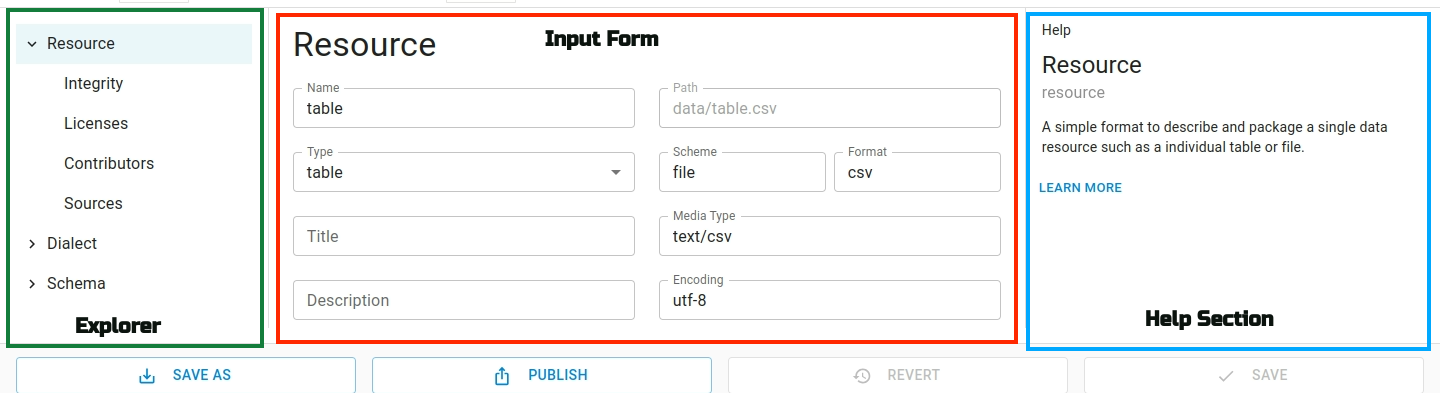 Resource
Integrity
Licenses
Contributors
Sources
Dialect
Schema
Explorer
Resource
Input Form
Name
table
Path
data/table.csv
Type
table
Scheme
file
Format
csv
Title
Media Type
text/csv
Description
Encoding
utf-8
Help
Resource
resource
A simple format to describe and package a single data
resource such as a individual table or file.
LEARN MORE
Help Section
SAVE AS
PUBLISH
REVERT
SAVE